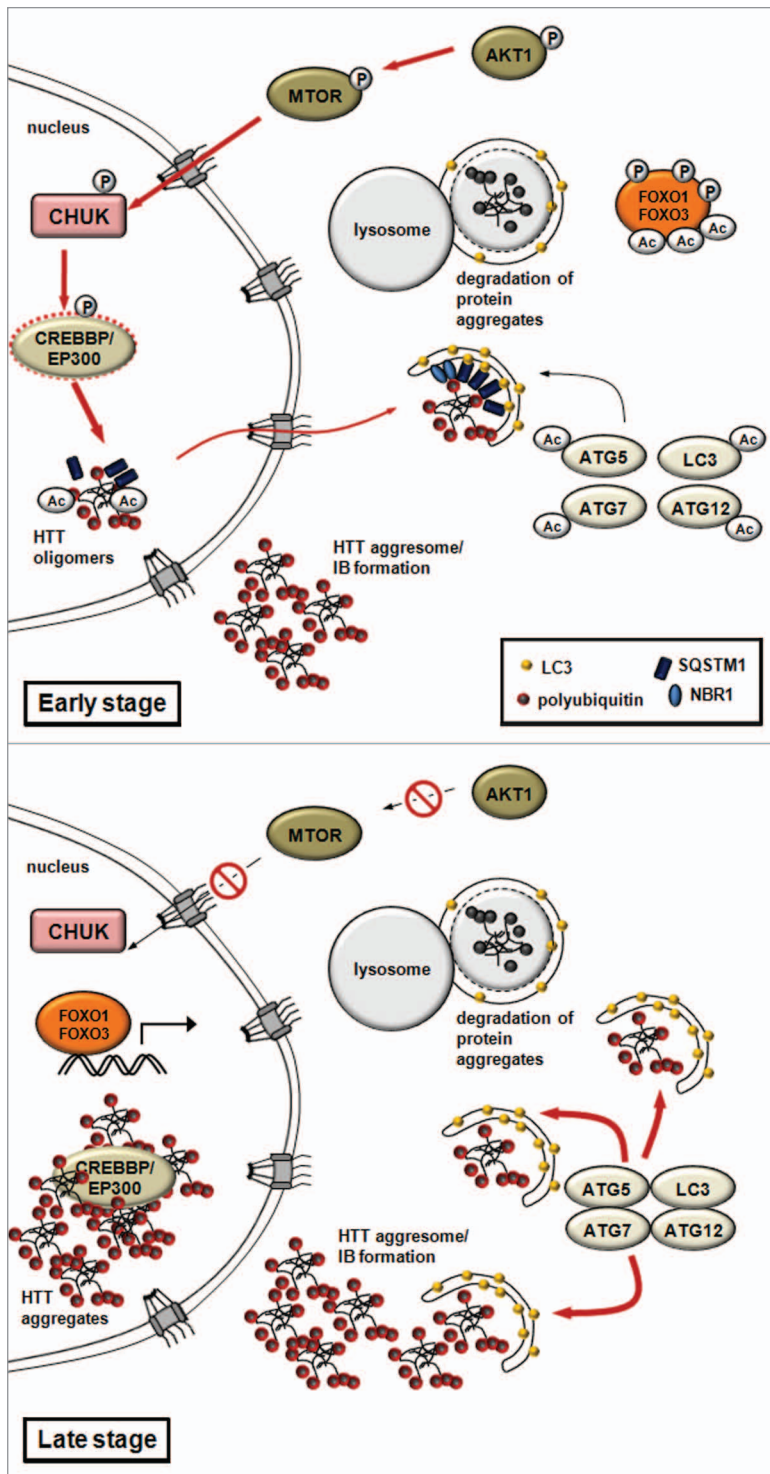 P
AKT1
P
MTOR
nucleus
P
CHUK
P
CREBBP/
EP300
Ac
Ac
HTT
oligomers
lysosome
degradation of
protein
aggregates
P
P
P
FOXO1
FOXO3
Ac
Ac
Ac
Ac
ATG5
Ac
LC3
Ac
ATG7
ATG12
Ac
HTT aggresome/
IB formation
LC3
SQSTM1
polyubiquitin
NBR1
Early stage
AKT1
MTOR
nucleus
CHUK
FOXO1
FOXO3
CREBBP/
EP300
HTT
aggregates
lysosome
degradation of
protein
aggregates
ATG5
LC3
ATG7
ATG12
HTT aggresome/
IB formation
Late stage